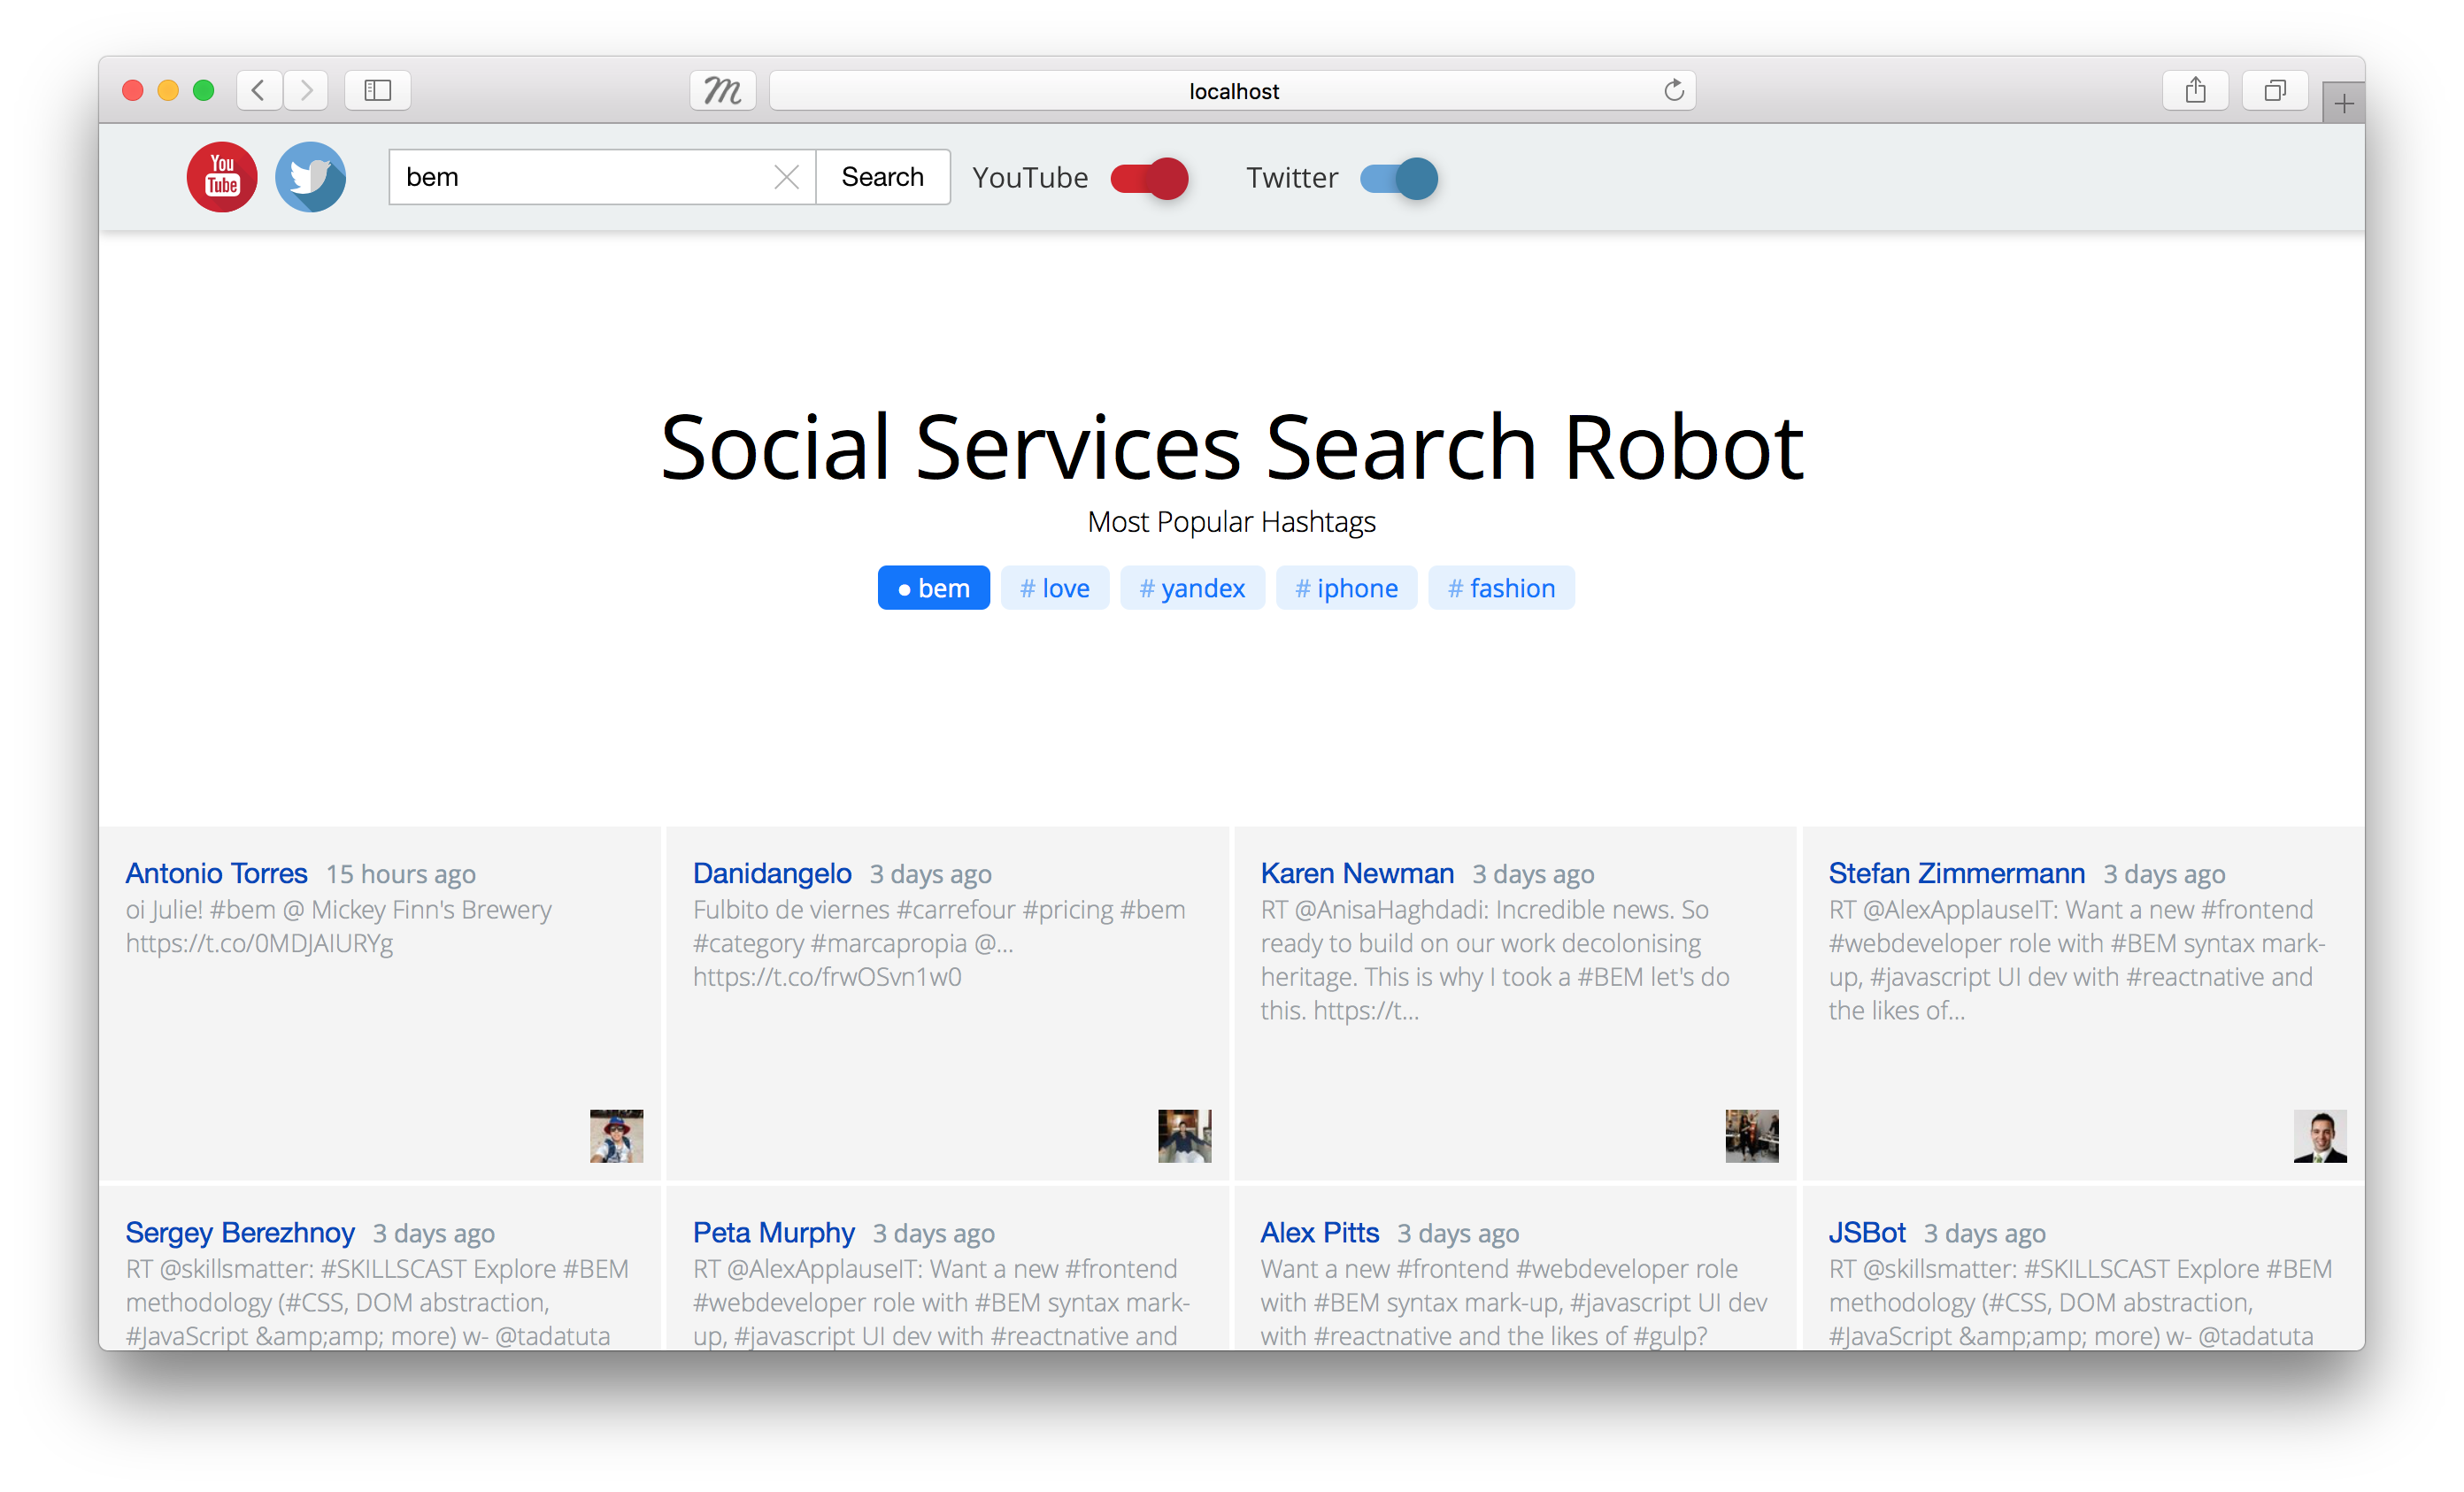 localhost
You
Tube
bem
Search
YouTube
Twitter
Social Services Search Robot
Most Popular Hashtags
bem
# love
# yandex
# iphone
# fashion
Antonio Torres 15 hours ago
oi Julie! #bem @ Mickey Finn's Brewery
https://t.co/0MDJAIURYg
Danidangelo 3 days ago
Fulbito de viernes #carrefour #pricing #bem
#category #marcapropia @...
https://t.co/frwOSvn1w0
Karen Newman 3 days ago
RT @AnisaHaghdadi: Incredible news. So
ready to build on our work decolonising
heritage. This is why I took a #BEM let's do
this. https://t...
Stefan Zimmermann 3 days ago
RT @AlexApplauseIT: Want a new #frontend
#webdeveloper role with #BEM syntax mark-
up, #javascript UI dev with #reactnative and
the likes of...
Sergey Berezhnoy 3 days ago
RT @skillsmatter: #SKILLSCAST Explore #BEM
methodology (#CSS, DOM abstraction,
#JavaScript &amp;amp; more) w- @tadatuta
Peta Murphy 3 days ago
RT @AlexApplauseIT: Want a new #frontend
#webdeveloper role with #BEM syntax mark-
up, #javascript UI dev with #reactnative and
Alex Pitts 3 days ago
Want a new #frontend #webdeveloper role
with #BEM syntax mark-up, #javascript UI dev
with #reactnative and the likes of #gulp?
JSBot 3 days ago
RT @skillsmatter: #SKILLSCAST Explore #BEM
methodology (#CSS, DOM abstraction,
#JavaScript &amp;amp; more) w- @tadatuta